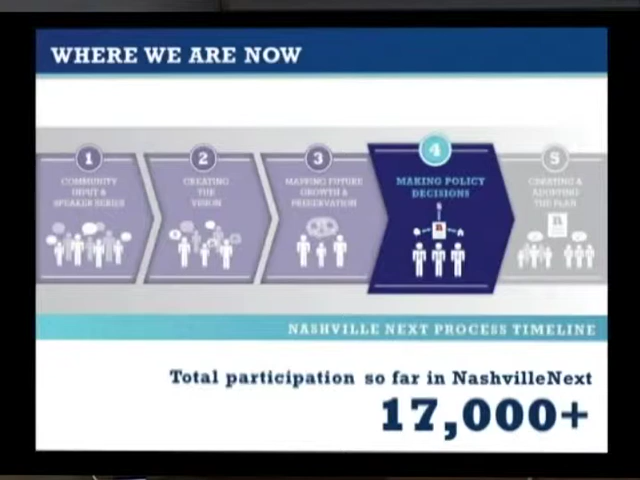 WHERE WE ARE NOW
1
COMMUNITY
INPUT &
SPEAKER SERIES
2
CREATING
THE
VISION
3
MAPPING FUTURE
GROWTH &
PRESERVATION
4
MAKING POLICY
DECISIONS
5
CREATING &
ADOPTING
THE PLAN
NASHVILLE NEXT PROCESS TIMELINE
Total participation so far in NashvilleNext
17,000+